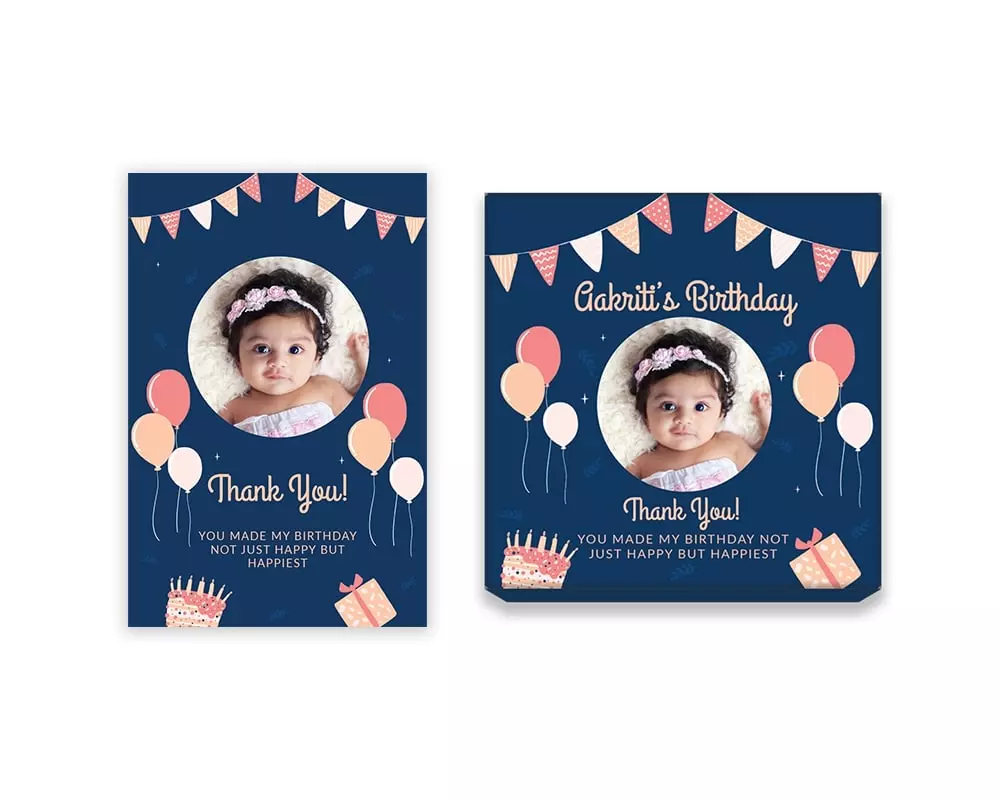 Thank You!
YOU MADE MY BIRTHDAY
NOT JUST HAPPY BUT
HAPPIEST
Aakriti's Birthday
Thank You!
YOU MADE MY BIRTHDAY NOT
JUST HAPPY BUT HAPPIEST